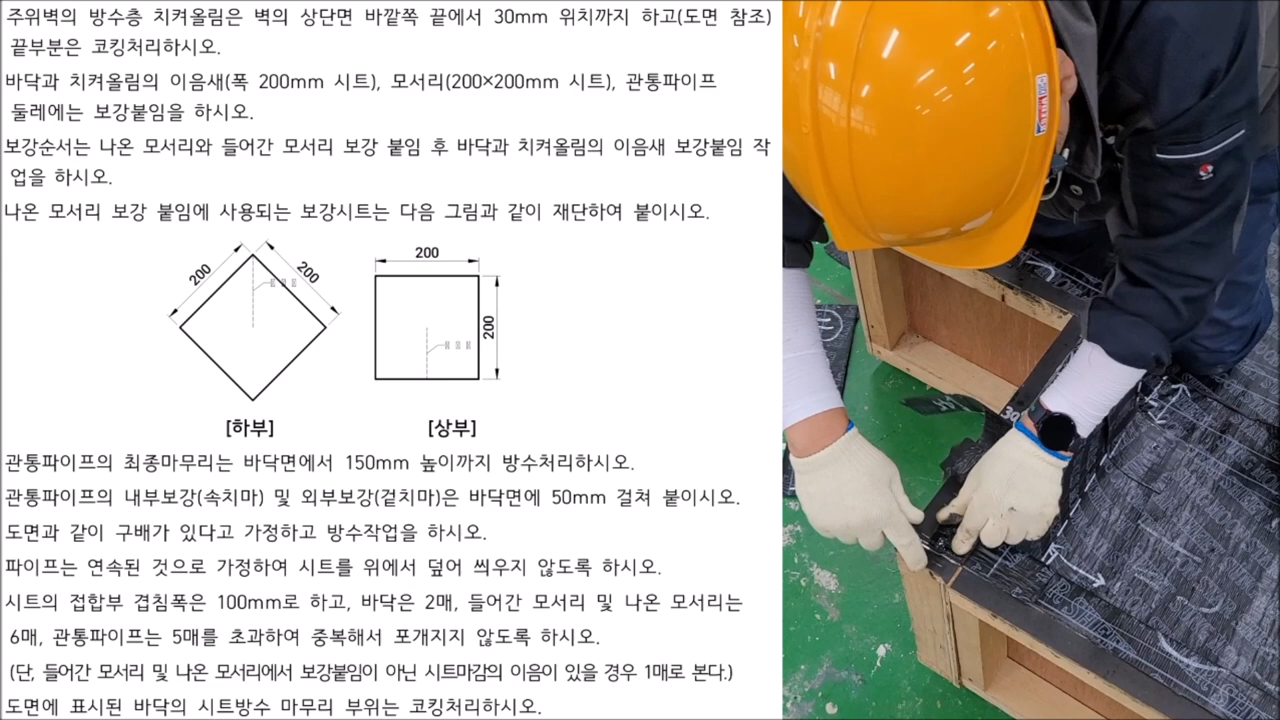 주위벽의 방수층 치켜올림은 벽의 상단면 바깥쪽 끝에서 30mm 위치까지 하고(도면 참조)
끝부분은 코킹처리하시오.
바닥과 치켜올림의 이음새(폭 200mm 시트), 모서리(200×200mm 시트), 관통파이프
둘레에는 보강붙임을 하시오.
보강순서는 나온 모서리와 들어간 모서리 보강 붙임 후 바닥과 치켜올림의 이음새 보강붙임 작
업을 하시오.
나온 모서리 보강 붙임에 사용되는 보강시트는 다음 그림과 같이 재단하여 붙이시오.
200 200 200
200
[하부] [상부]
관통파이프의 최종마무리는 바닥면에서 150mm 높이까지 방수처리하시오.
관통파이프의 내부보강(속치마) 및 외부보강(겉치마)은 바닥면에 50mm 걸쳐 붙이시오.
도면과 같이 구배가 있다고 가정하고 방수작업을 하시오.
파이프는 연속된 것으로 가정하여 시트를 위에서 덮어 씌우지 않도록 하시오.
시트의 접합부 겹침폭은 100mm로 하고, 바닥은 2매, 들어간 모서리 및 나온 모서리는
6매, 관통파이프는 5매를 초과하여 중복해서 포개지지 않도록 하시오.
(단, 들어간 모서리 및 나온 모서리에서 보강붙임이 아닌 시트마감의 이음이 있을 경우 1매로 본다.)
도면에 표시된 바닥의 시트방수 마무리 부위는 코킹처리하시오.
30